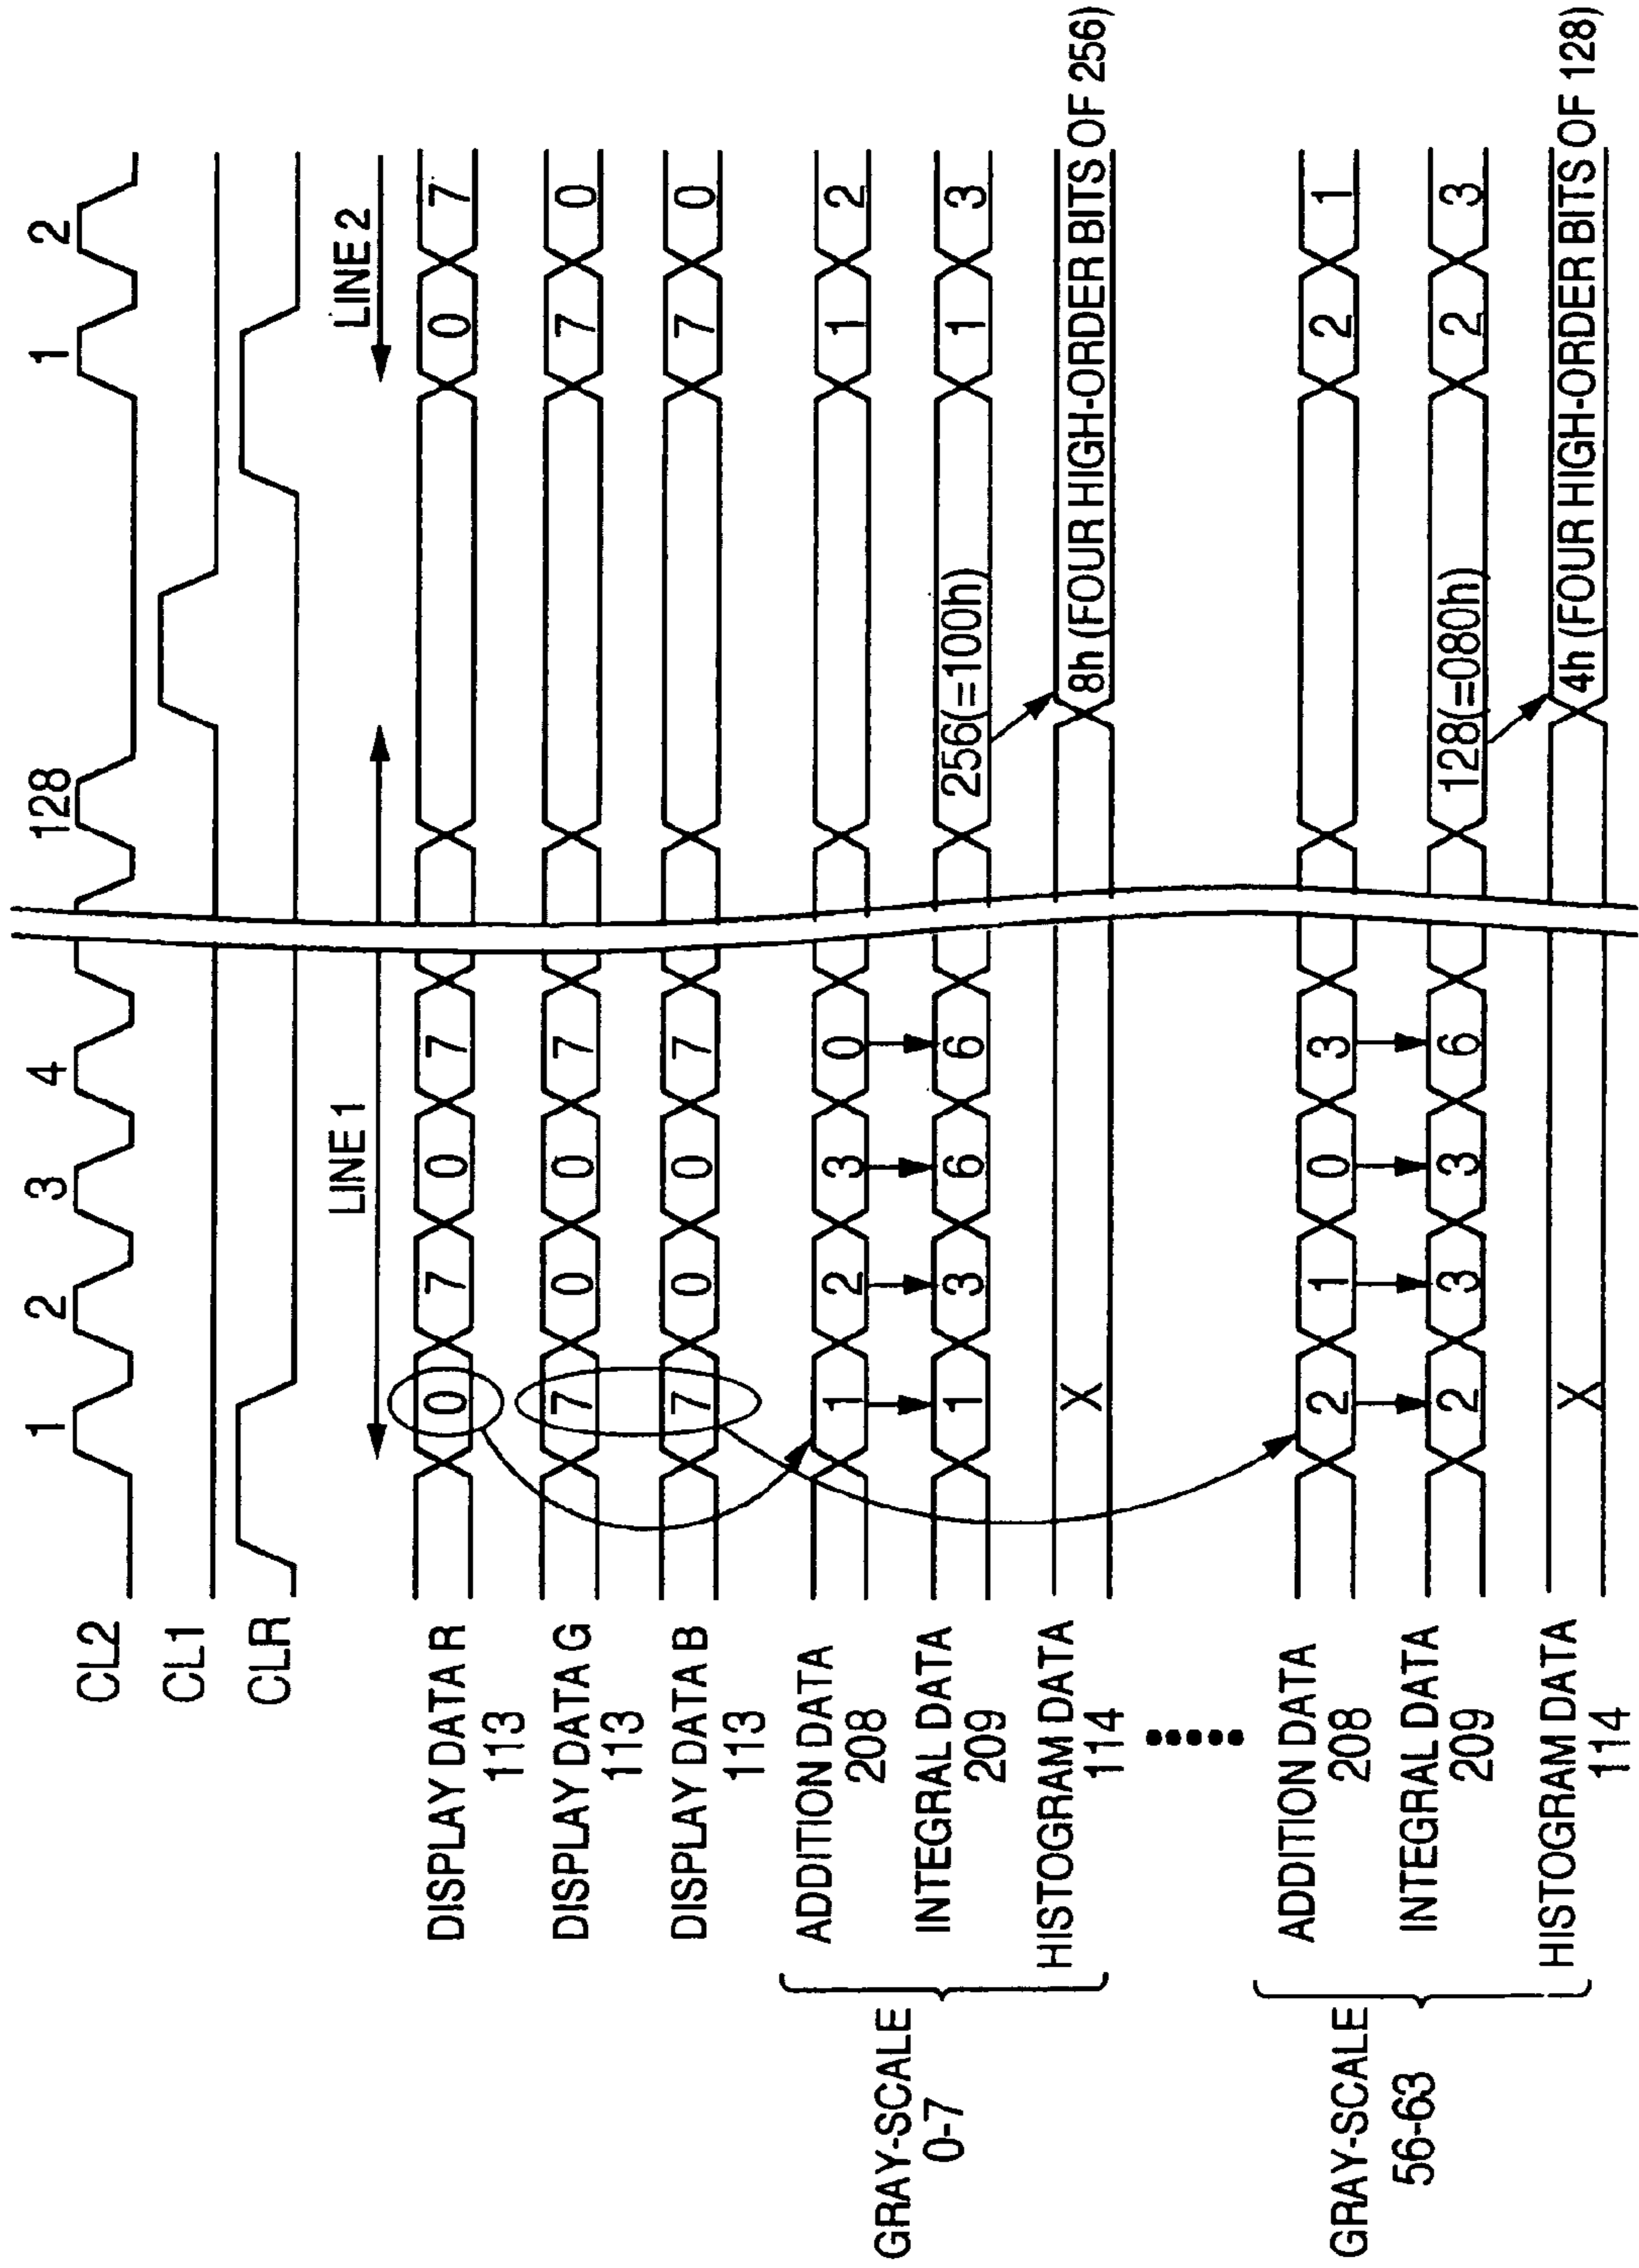 CL2 1 2 3 4 128 1 2
CL1
CLR
LINE 1 LINE 2
DISPLAY DATA R 0 7 0 7 0 7
113
DISPLAY DATA G 7 0 0 7 7 0
113
DISPLAY DATA B 7 0 0 7 7 0
113
GRAY-SCALE
0-7
ADDITION DATA 1 2 3 0 1 2
208
INTEGRAL DATA 1 3 6 6 256(=100h) 1 3
209
HISTOGRAM DATA X 8h (FOUR HIGH-ORDER BITS OF 256)
114
GRAY-SCALE
56-63
ADDITION DATA 2 1 0 3 2 1
208
INTEGRAL DATA 2 3 3 6 128(=080h) 2 3
209
HISTOGRAM DATA X 4h (FOUR HIGH-ORDER BITS OF 128)
114